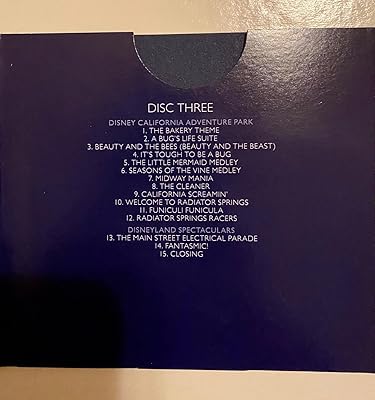 DISC THREE
DISNEY CALIFORNIA ADVENTURE PARK
1. THE BAKERY THEME
2. A BUG'S LIFE SUITE
3. BEAUTY AND THE BEES (BEAUTY AND THE BEAST)
4. IT'S TOUGH TO BE A BUG
5. THE LITTLE MERMAID MEDLEY
6. SEASONS OF THE VINE MEDLEY
7. MIDWAY MANIA
8. THE CLEANER
9. CALIFORNIA SCREAMIN'
10. WELCOME TO RADIATOR SPRINGS
11. FUNICULI FUNICULA
12. RADIATOR SPRINGS RACERS
DISNEYLAND SPECTACULARS
13. THE MAIN STREET ELECTRICAL PARADE
14. FANTASMIC!
15. CLOSING